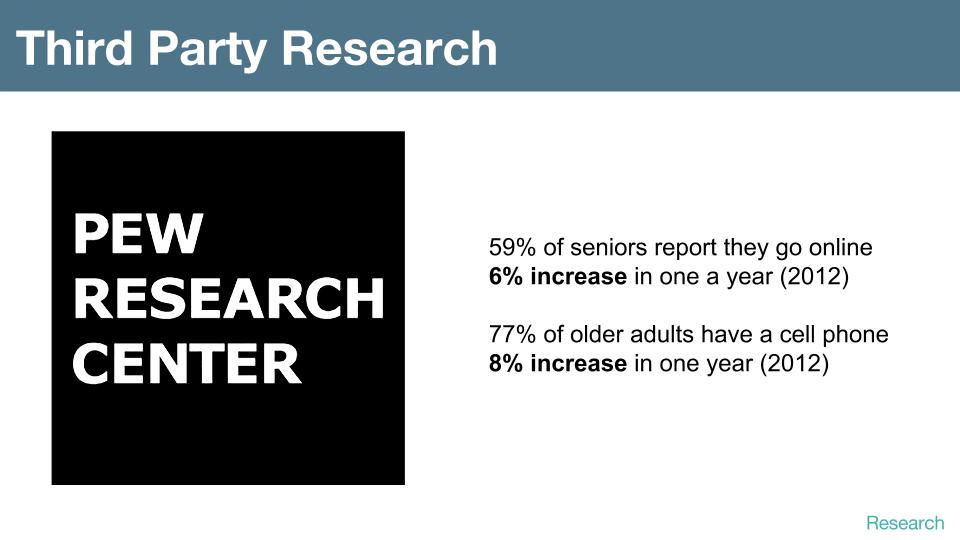 Third Party Research
PEW
RESEARCH
CENTER
59% of seniors report they go online
6% increase in one a year (2012)
77% of older adults have a cell phone
8% increase in one year (2012)
Research